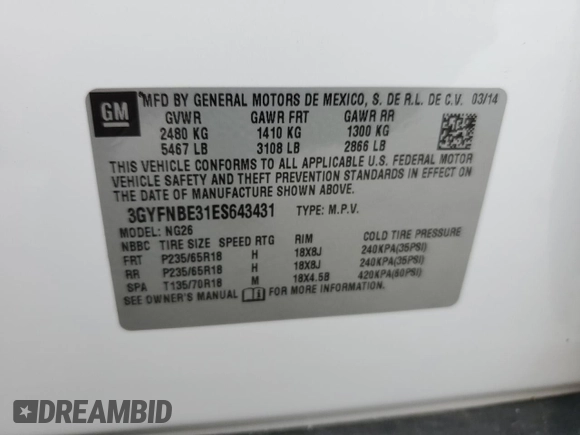 GM
MFD BY GENERAL MOTORS DE MEXICO, S. DE R.L. DE C.V. 03/14
GVWR GAWR FRT GAWR RR
2480 KG 1410 KG 1300 KG
5467 LB 3108 LB 2866 LB
THIS VEHICLE CONFORMS TO ALL APPLICABLE U.S. FEDERAL MOTOR
VEHICLE SAFETY AND THEFT PREVENTION STANDARDS IN EFFECT ON
THE DATE OF MANUFACTURE SHOWN ABOVE.
3GYFNBE31ES643431 TYPE: M.P.V.
MODEL: NG26
NBBC TIRE SIZE SPEED RTG RIM COLD TIRE PRESSURE
FRT P235/65R18 H 18X8J 240KPA(35PSI)
RR P235/65R18 H 18X8J 240KPA(35PSI)
SPA T135/70R18 M 18X4.5B 420KPA(60PSI)
SEE OWNER'S MANUAL FOR MORE INFORMATION.
DREAMBID